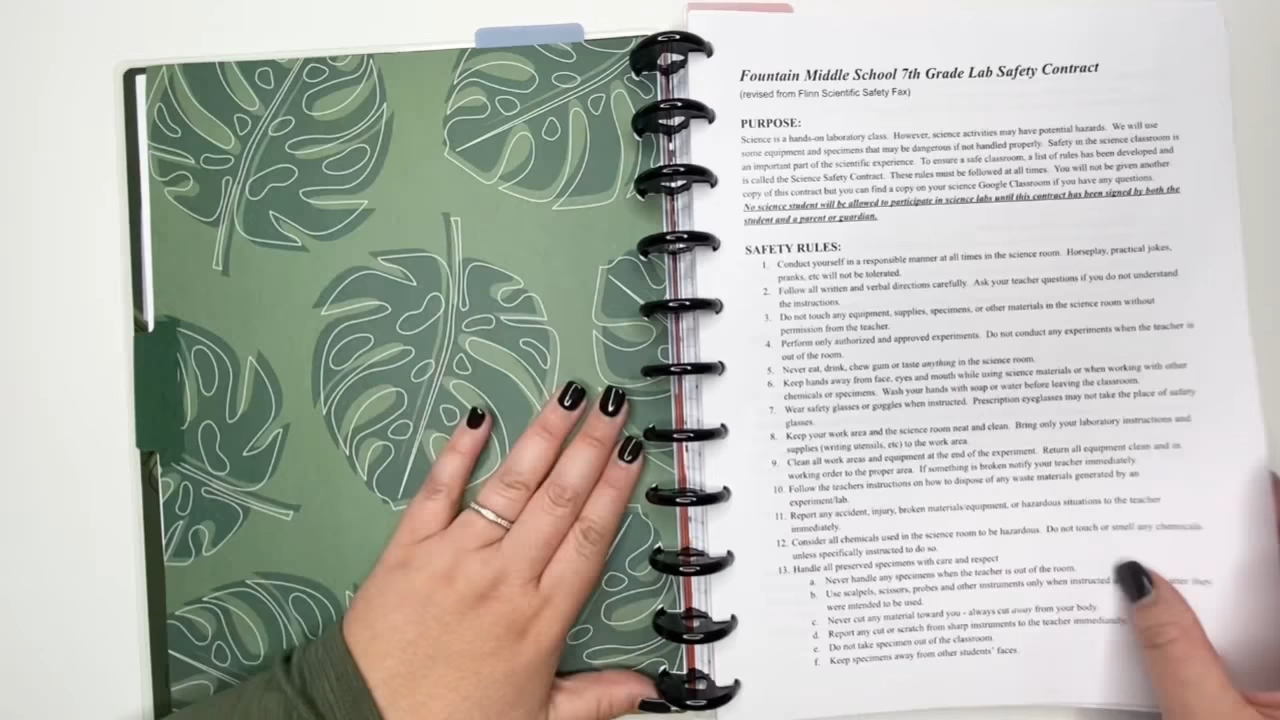 Fountain Middle School 7th Grade Lab Safety Contract
(revised from Flinn Scientific Safety Fax)
PURPOSE:
Science is a hands-on laboratory class. However, science activities may have potential hazards. We will use
some equipment and specimens that may be dangerous if not handled properly. Safety in the science classroom is
an important part of the scientific experience. To ensure a safe classroom, a list of rules has been developed and
is called the Science Safety Contract. These rules must be followed at all times. You will not be given another
copy of this contract but you can find a copy on your science Google Classroom if you have any questions.
No science student will be allowed to participate in science labs until this contract has been signed by both the
student and a parent or guardian.
SAFETY RULES:
1. Conduct yourself in a responsible manner at all times in the science room. Horseplay, practical jokes,
pranks, etc will not be tolerated.
2. Follow all written and verbal directions carefully. Ask your teacher questions if you do not understand
the instructions.
3. Do not touch any equipment, supplies, specimens, or other materials in the science room without
permission from the teacher.
4. Perform only authorized and approved experiments. Do not conduct any experiments when the teacher is
out of the room.
5. Never eat, drink, chew gum or taste anything in the science room.
6. Keep hands away from face, eyes and mouth while using science materials or when working with other
chemicals or specimens. Wash your hands with soap or water before leaving the classroom.
7. Wear safety glasses or goggles when instructed. Prescription eyeglasses may not take the place of safety
glasses.
8. Keep your work area and the science room neat and clean. Bring only your laboratory instructions and
supplies (writing utensils, etc) to the work area.
9. Clean all work areas and equipment at the end of the experiment. Return all equipment clean and in
working order to the proper area. If something is broken notify your teacher immediately.
10. Follow the teachers instructions on how to dispose of any waste materials generated by an
experiment/lab.
11. Report any accident, injury, broken materials/equipment, or hazardous situations to the teacher
immediately.
12. Consider all chemicals used in the science room to be hazardous. Do not touch or smell any chemicals
unless specifically instructed to do so.
13. Handle all preserved specimens with care and respect
a. Never handle any specimens when the teacher is out of the room.
b. Use scalpels, scissors, probes and other instruments only when instructed they
were intended to be used.
c. Never cut any material toward you - always cut away from your body
d. Report any cut or scratch from sharp instruments to the teacher immediately.
e. Do not take specimen out of the classroom.
f. Keep specimens away from other students' faces.